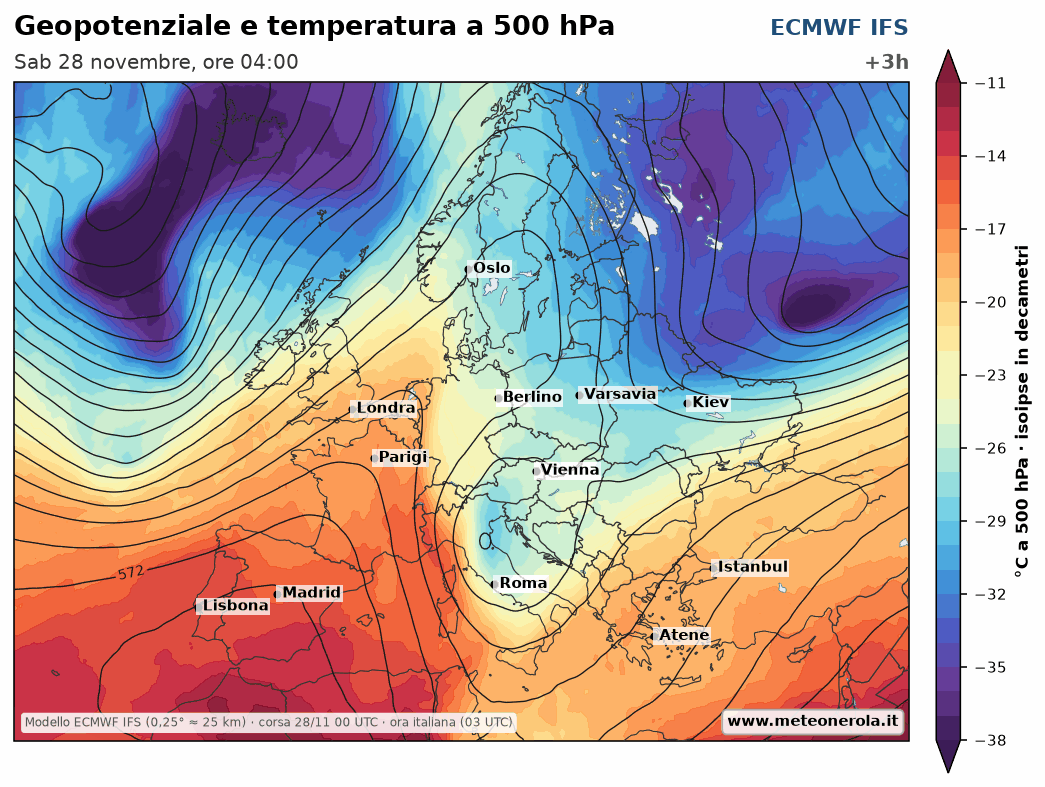 Geopotenziale e temperatura a 500 hPa
ECMWF IFS
Sab 28 novembre, ore 04:00
+3h
Oslo
Berlino
Varsavia
Kiev
Londra
Parigi
Vienna
572
Roma
Istanbul
Madrid
Lisbona
Atene
Modello ECMWF IFS (0,25° ≈ 25 km) · corsa 28/11 00 UTC · ora italiana (03 UTC)
www.meteonerola.it
−11
−14
−17
−20
−23
−26
−29
−32
−35
−38
°C a 500 hPa · isoipse in decametri